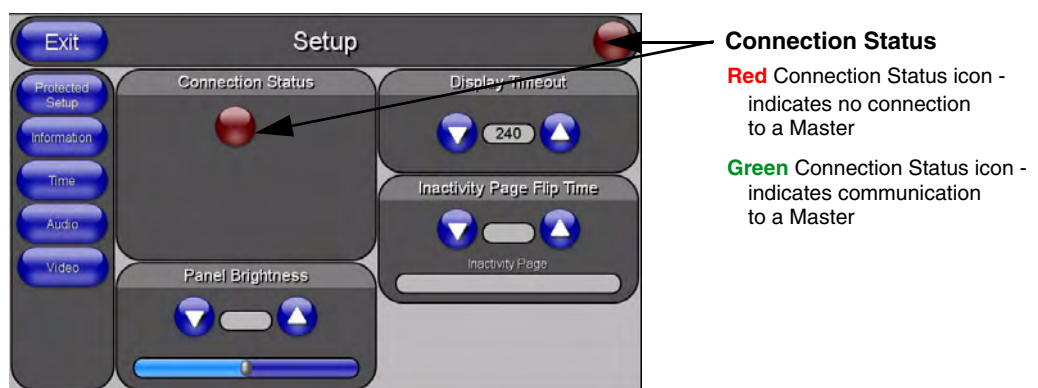 Exit
Setup
Protected
Setup
Information
Time
Audio
Video
Connection Status
Display Timeout
240
Inactivity Page Flip Time
Inactivity Page
Panel Brightness
Connection Status
Red Connection Status icon -
indicates no connection
to a Master
Green Connection Status icon -
indicates communication
to a Master